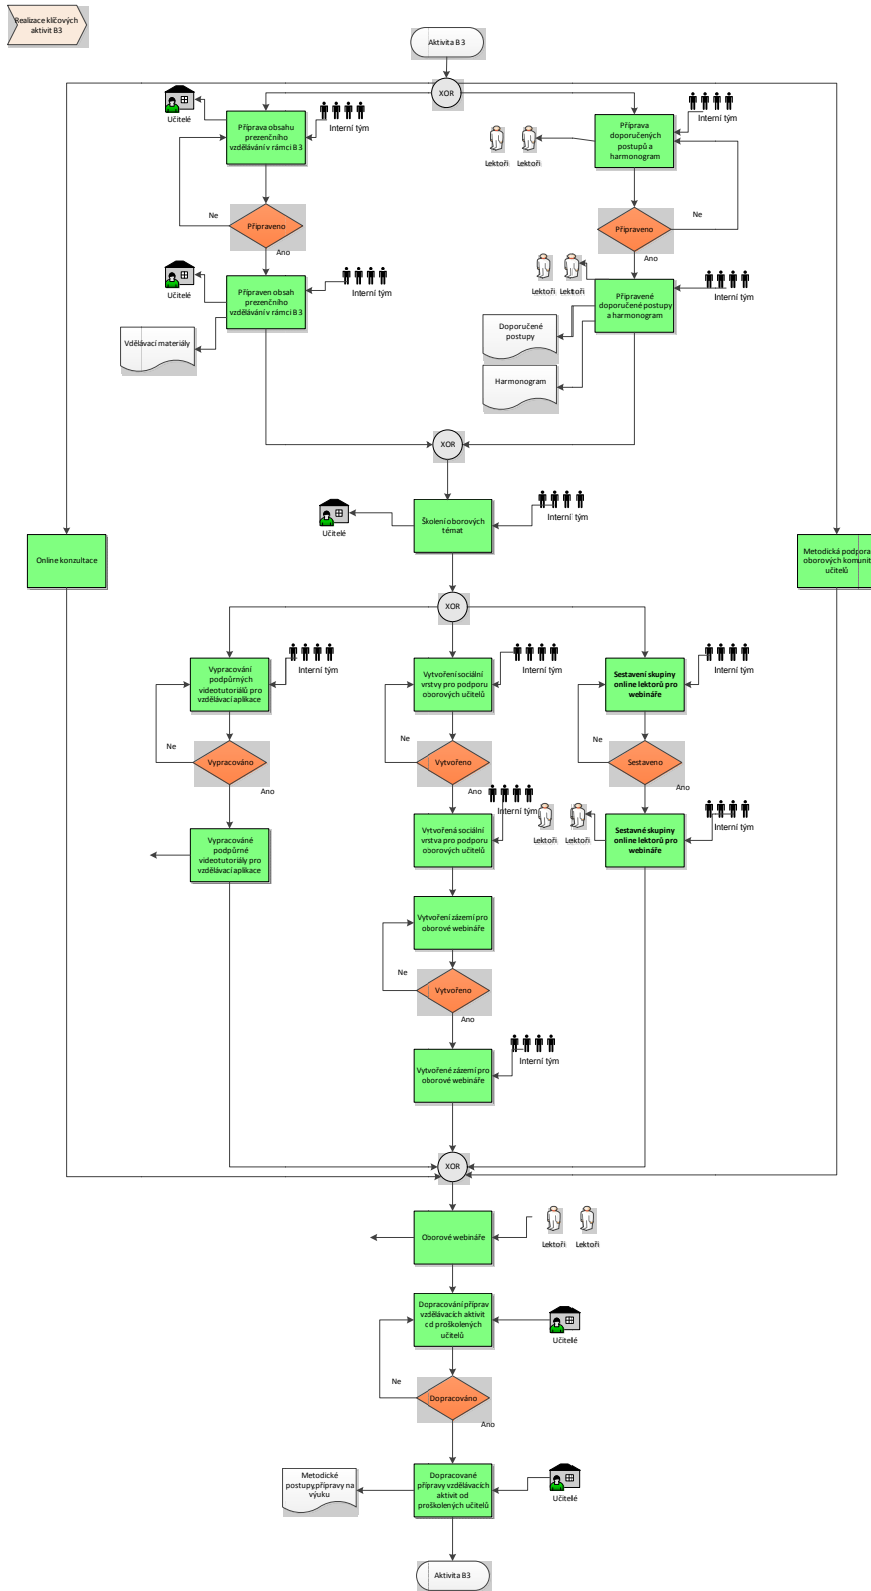 Realizace klíčových
aktivit B3
Aktivita B 3
XOR
Učitelé
Příprava obsahu
prezenčního
vzdělávání v rámci B 3
Interní tým
Lektoři
Lektoři
Příprava
doporučených
postupů a
harmonogram
Interní tým
Ne
Připraveno
Ano
Ne
Připraveno
Ano
Učitelé
Připraven obsah
prezenčního
vzdělávání v rámci B 3
Interní tým
Lektoři
Lektoři
Připravené
doporučené postupy
a harmonogram
Interní tým
Vdělávací materiály
Doporučené
postupy
Harmonogram
XOR
Učitelé
Školení oborových
témat
Interní tým
Online konzultace
Metodická podpora
oborových komunit
učitelů
XOR
Vypracování
podpůrných
videotutoriálů pro
vzdělávací aplikace
Interní tým
Vytvoření sociální
vrstvy pro podporu
oborových učitelů
Interní tým
Sestavení skupiny
online lektorů pro
webináře
Interní tým
Ne
Vypracováno
Ano
Ne
Vytvořeno
Ano
Ne
Sestaveno
Ano
Vypracované
podpůrné
videotutoriály pro
vzdělávací aplikace
Vytvořená sociální
vrstva pro podporu
oborových učitelů
Interní tým
Lektoři
Lektoři
Sestavné skupiny
online lektorů pro
webináře
Interní tým
Vytvoření zázemí pro
oborové webináře
Ne
Vytvořeno
Ano
Vytvořené zázemí pro
oborové webináře
Interní tým
XOR
Oborové webináře
Lektoři
Lektoři
Dopracování příprav
vzdělávacích aktivit
od proškolených
učitelů
Učitelé
Ne
Dopracováno
Ano
Metodické
postupy,přípravy na
výuku
Dopracované
přípravy vzdělávacích
aktivit od
proškolených učitelů
Učitelé
Aktivita B3